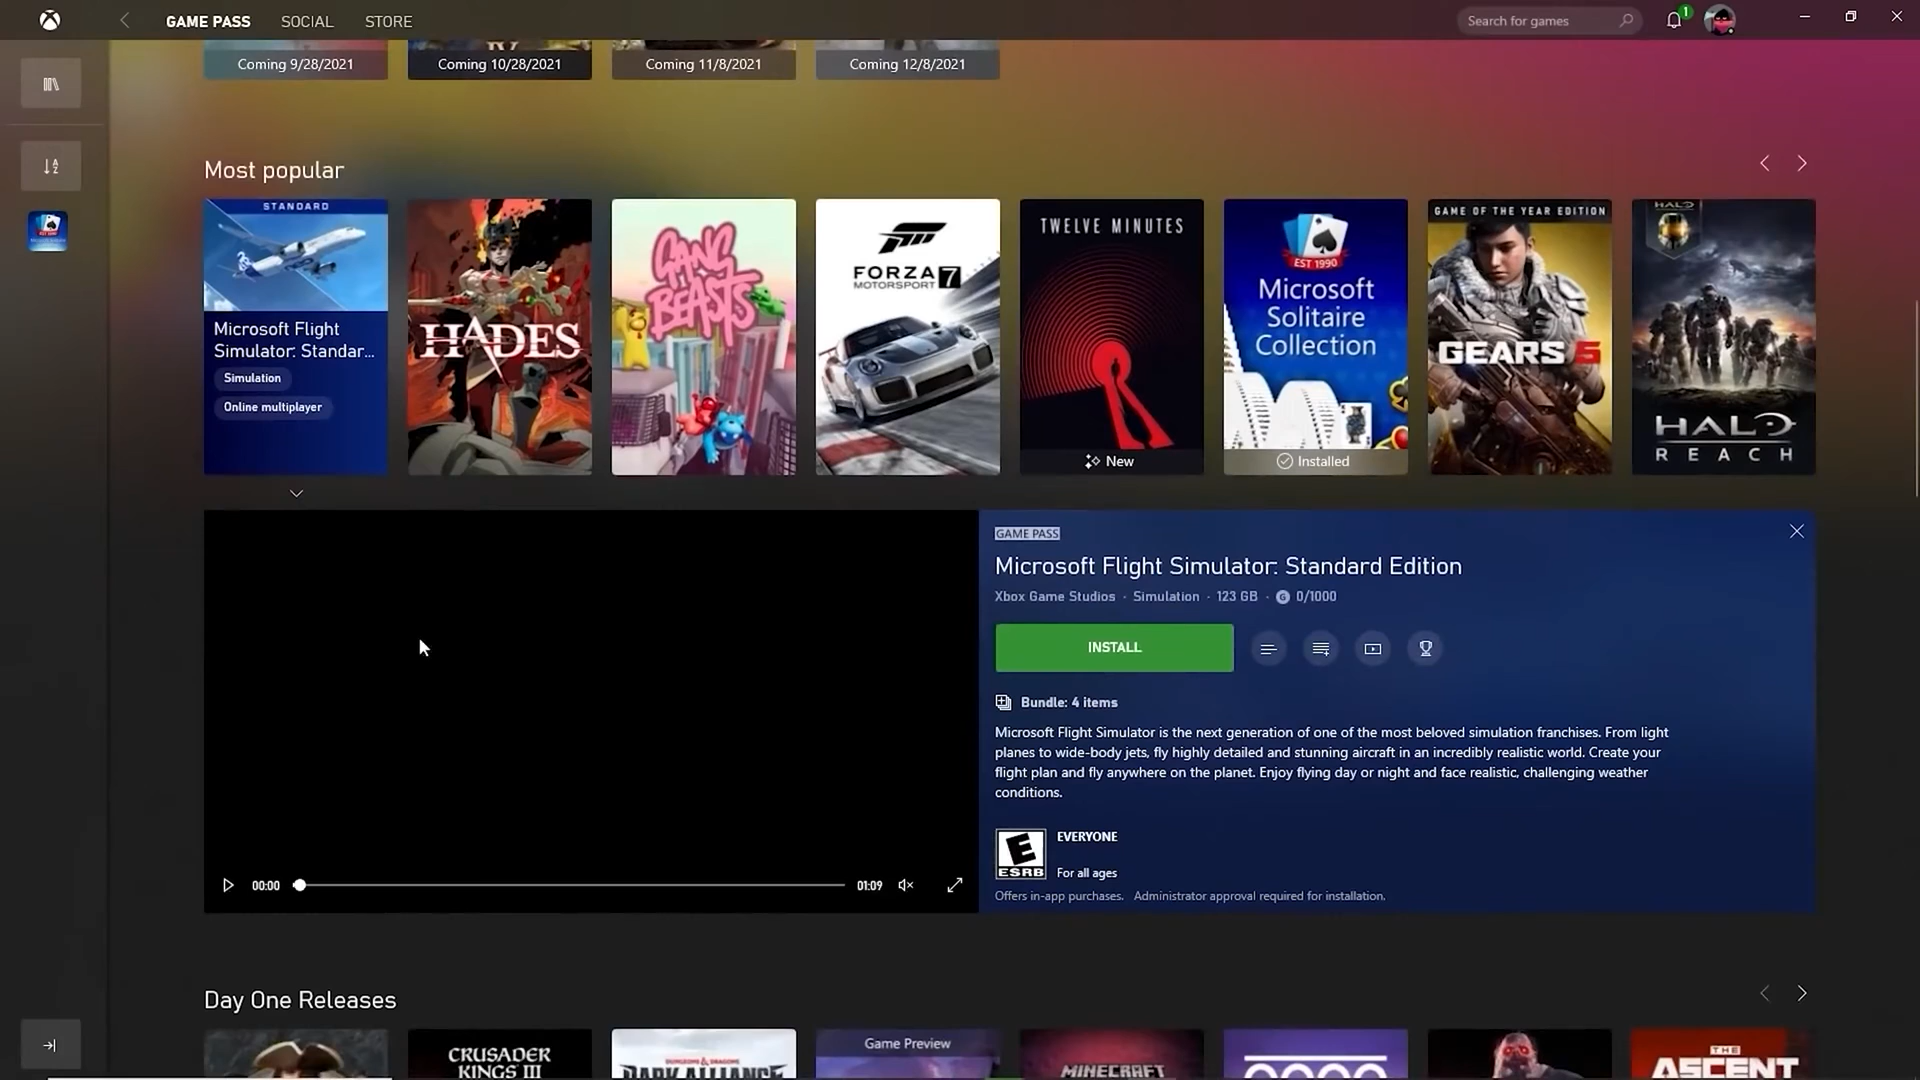 GAME PASS
SOCIAL
STORE
Search for games
1
Coming 9/28/2021
IV
Coming 10/28/2021
Coming 11/8/2021
Coming 12/8/2021
Most popular
STANDARD
Microsoft Flight
Simulator: Standar...
Simulation
Online multiplayer
HADES
GANG
BEASTS
FORZA
MOTORSPORT 7
TWELVE MINUTES
New
EST 1990
Microsoft
Solitaire
Collection
Installed
GAME OF THE YEAR EDITION
GEARS 5
HALO
HALO
REACH
GAME PASS
Microsoft Flight Simulator: Standard Edition
Xbox Game Studios · Simulation · 123 GB · G 0/1000
INSTALL
Bundle: 4 items
Microsoft Flight Simulator is the next generation of one of the most beloved simulation franchises. From light
planes to wide-body jets, fly highly detailed and stunning aircraft in an incredibly realistic world. Create your
flight plan and fly anywhere on the planet. Enjoy flying day or night and face realistic, challenging weather
conditions.
E
ESRB
EVERYONE
For all ages
Offers in-app purchases. Administrator approval required for installation.
00:00
01:09
Day One Releases
CRUSADER
KINGS III
DUNGEONS & DRAGONS
DARK ALLIANCE
Game Preview
MINECRAFT
THE
ASCENT